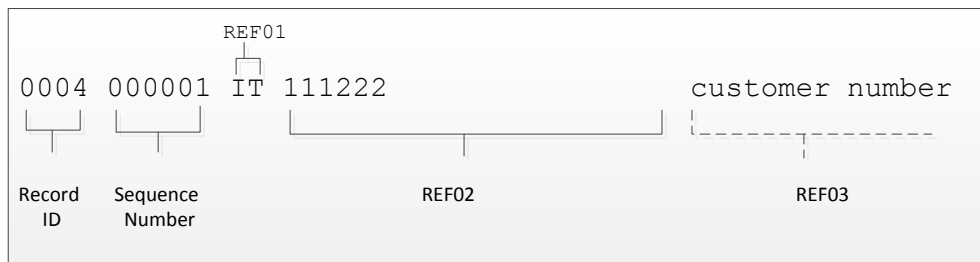 REF01
0004 000001 IT 111222 customer number
Record Sequence REF02 REF03
ID Number